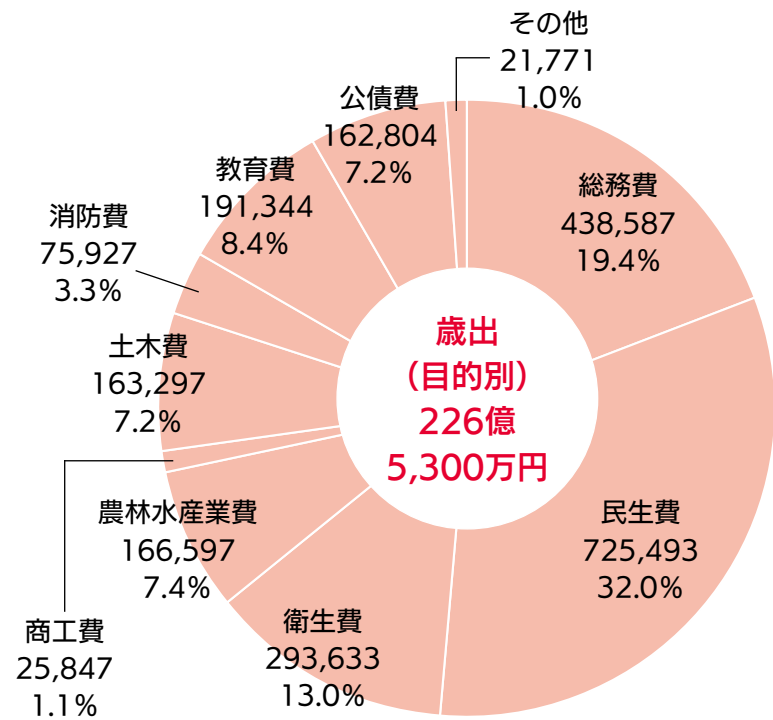 その他
21,771
1.0%
公債費
162,804
7.2%
教育費
191,344
8.4%
消防費
75,927
3.3%
土木費
163,297
7.2%
農林水産業費
166,597
7.4%
商工費
25,847
1.1%
衛生費
293,633
13.0%
民生費
725,493
32.0%
総務費
438,587
19.4%
歳出
（目的別）
226億
5,300万円